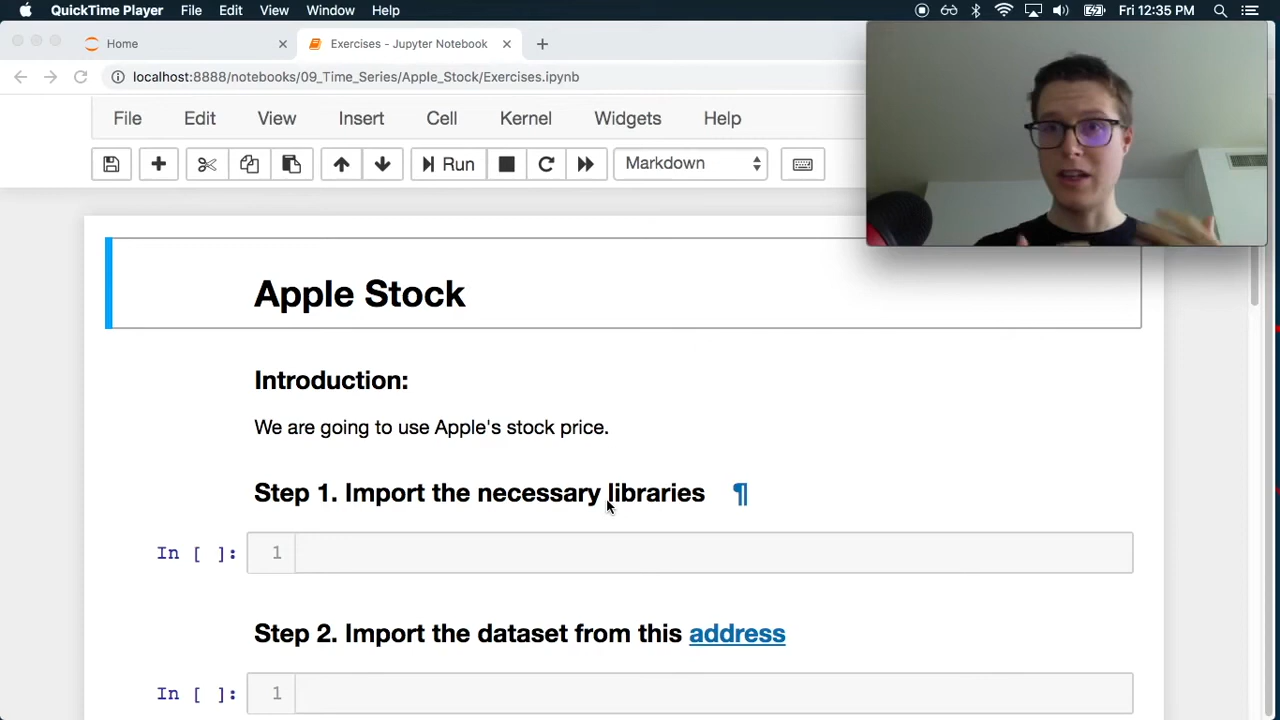 QuickTime Player File Edit View Window Help Fri 12:35 PM
Home Exercises - Jupyter Notebook
localhost:8888/notebooks/09_Time_Series/Apple_Stock/Exercises.ipynb
File Edit View Insert Cell Kernel Widgets Help
Run Markdown
Apple Stock
Introduction:
We are going to use Apple's stock price.
Step 1. Import the necessary libraries ¶
In [ ]: 1
Step 2. Import the dataset from this address
In [ ]: 1